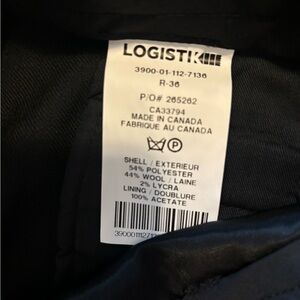 LOGISTIK
3900-01-112-7136
R-36
P/O# 265262
CA33794
MADE IN CANADA
FABRIQUE AU CANADA
P
SHELL / EXTERIEUR
54% POLYESTER
44% WOOL / LAINE
2% LYCRA
LINING / DOUBLURE
100% ACETATE